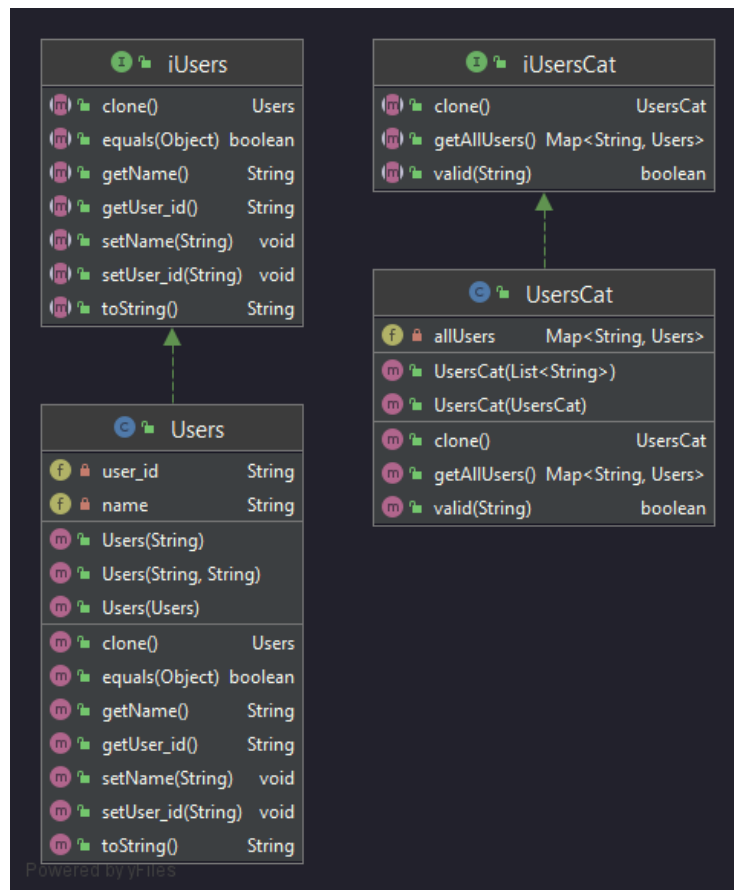 iUsers
clone() Users
equals(Object) boolean
getName() String
getUser_id() String
setName(String) void
setUser_id(String) void
toString() String
Users
user_id String
name String
Users(String)
Users(String, String)
Users(Users)
clone() Users
equals(Object) boolean
getName() String
getUser_id() String
setName(String) void
setUser_id(String) void
toString() String
iUsersCat
clone() UsersCat
getAllUsers() Map<String, Users>
valid(String) boolean
UsersCat
allUsers Map<String, Users>
UsersCat(List<String>)
UsersCat(UsersCat)
clone() UsersCat
getAllUsers() Map<String, Users>
valid(String) boolean
Powered by yFiles